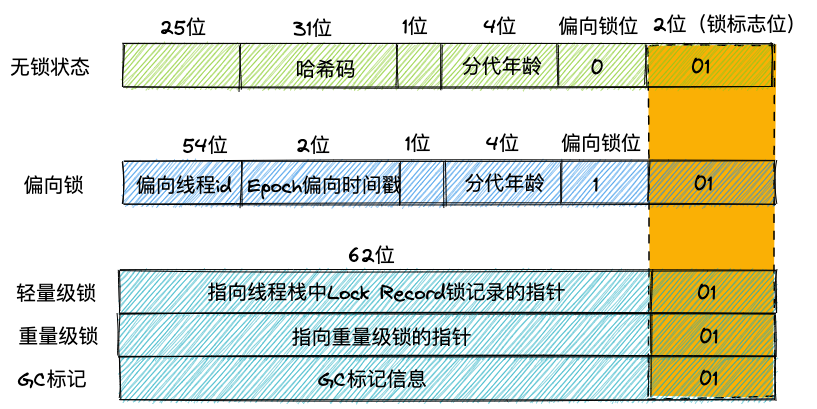 25位 31位 1位 4位 偏向锁位 2位（锁标志位）
无锁状态 哈希码 分代年龄 0 01
54位 2位 1位 4位 偏向锁位
偏向锁 偏向线程id Epoch偏向时间戳 分代年龄 1 01
62位
轻量级锁 指向线程栈中Lock Record锁记录的指针 01
重量级锁 指向重量级锁的指针 01
GC标记 GC标记信息 01